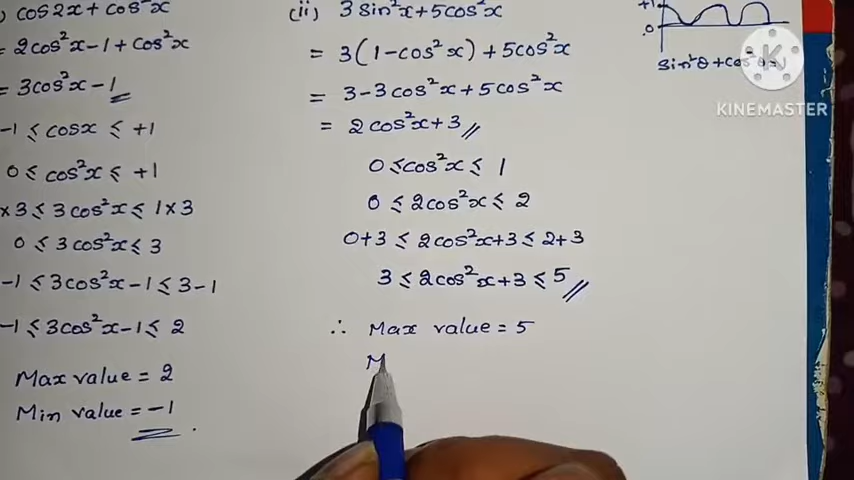 ) cos2x + cos²x
= 2cos²x-1 + cos²x
= 3cos²x - 1
-1 ≤ cosx ≤ +1
0 ≤ cos²x ≤ +1
×3 ≤ 3cos²x ≤ 1×3
0 ≤ 3cos²x ≤ 3
-1 ≤ 3cos²x - 1 ≤ 3-1
-1 ≤ 3cos²x-1 ≤ 2
Max value = 2
Min value = -1
(ii) 3sin²x+5cos²x
= 3(1-cos²x)+5cos²x
= 3-3cos²x+5cos²x
= 2cos²x+3
0 ≤ cos²x ≤ 1
0 ≤ 2cos²x ≤ 2
0+3 ≤ 2cos²x+3 ≤ 2+3
3 ≤ 2cos²x+3 ≤ 5
∴ Max value = 5
M
+1
0
sin²θ+cos²θ=
KINEMASTER